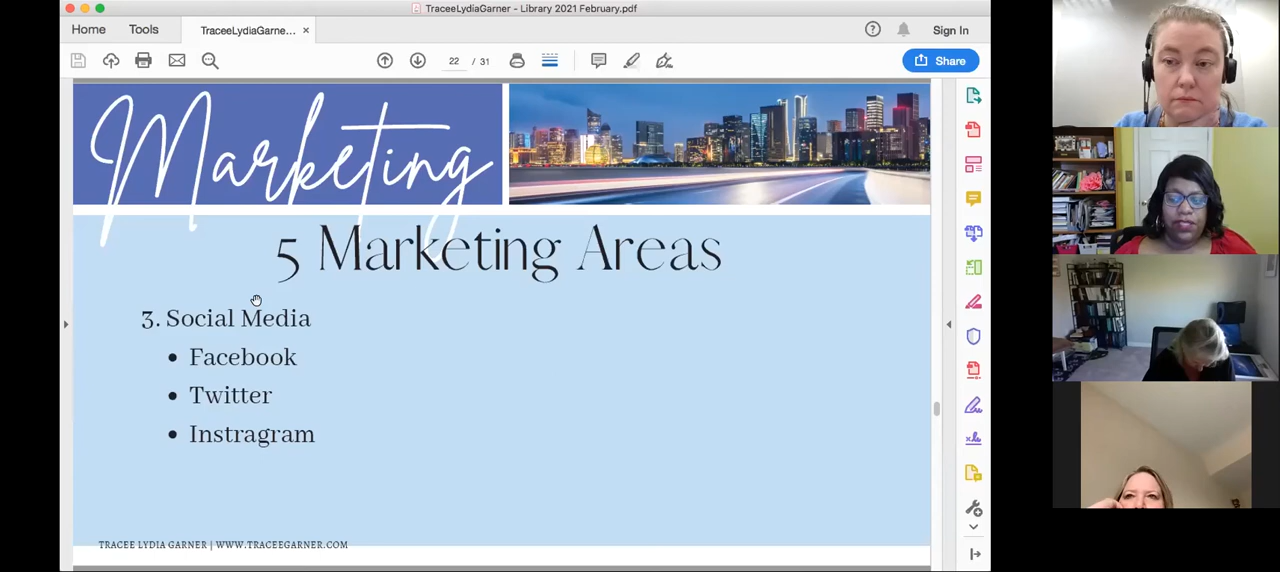 TraceeLydiaGarner - Library 2021 February.pdf
Home Tools TraceeLydiaGarne... × Sign In
22 / 31 Share
Marketing
5 Marketing Areas
3. Social Media
• Facebook
• Twitter
• Instragram
TRACEE LYDIA GARNER | WWW.TRACEEGARNER.COM